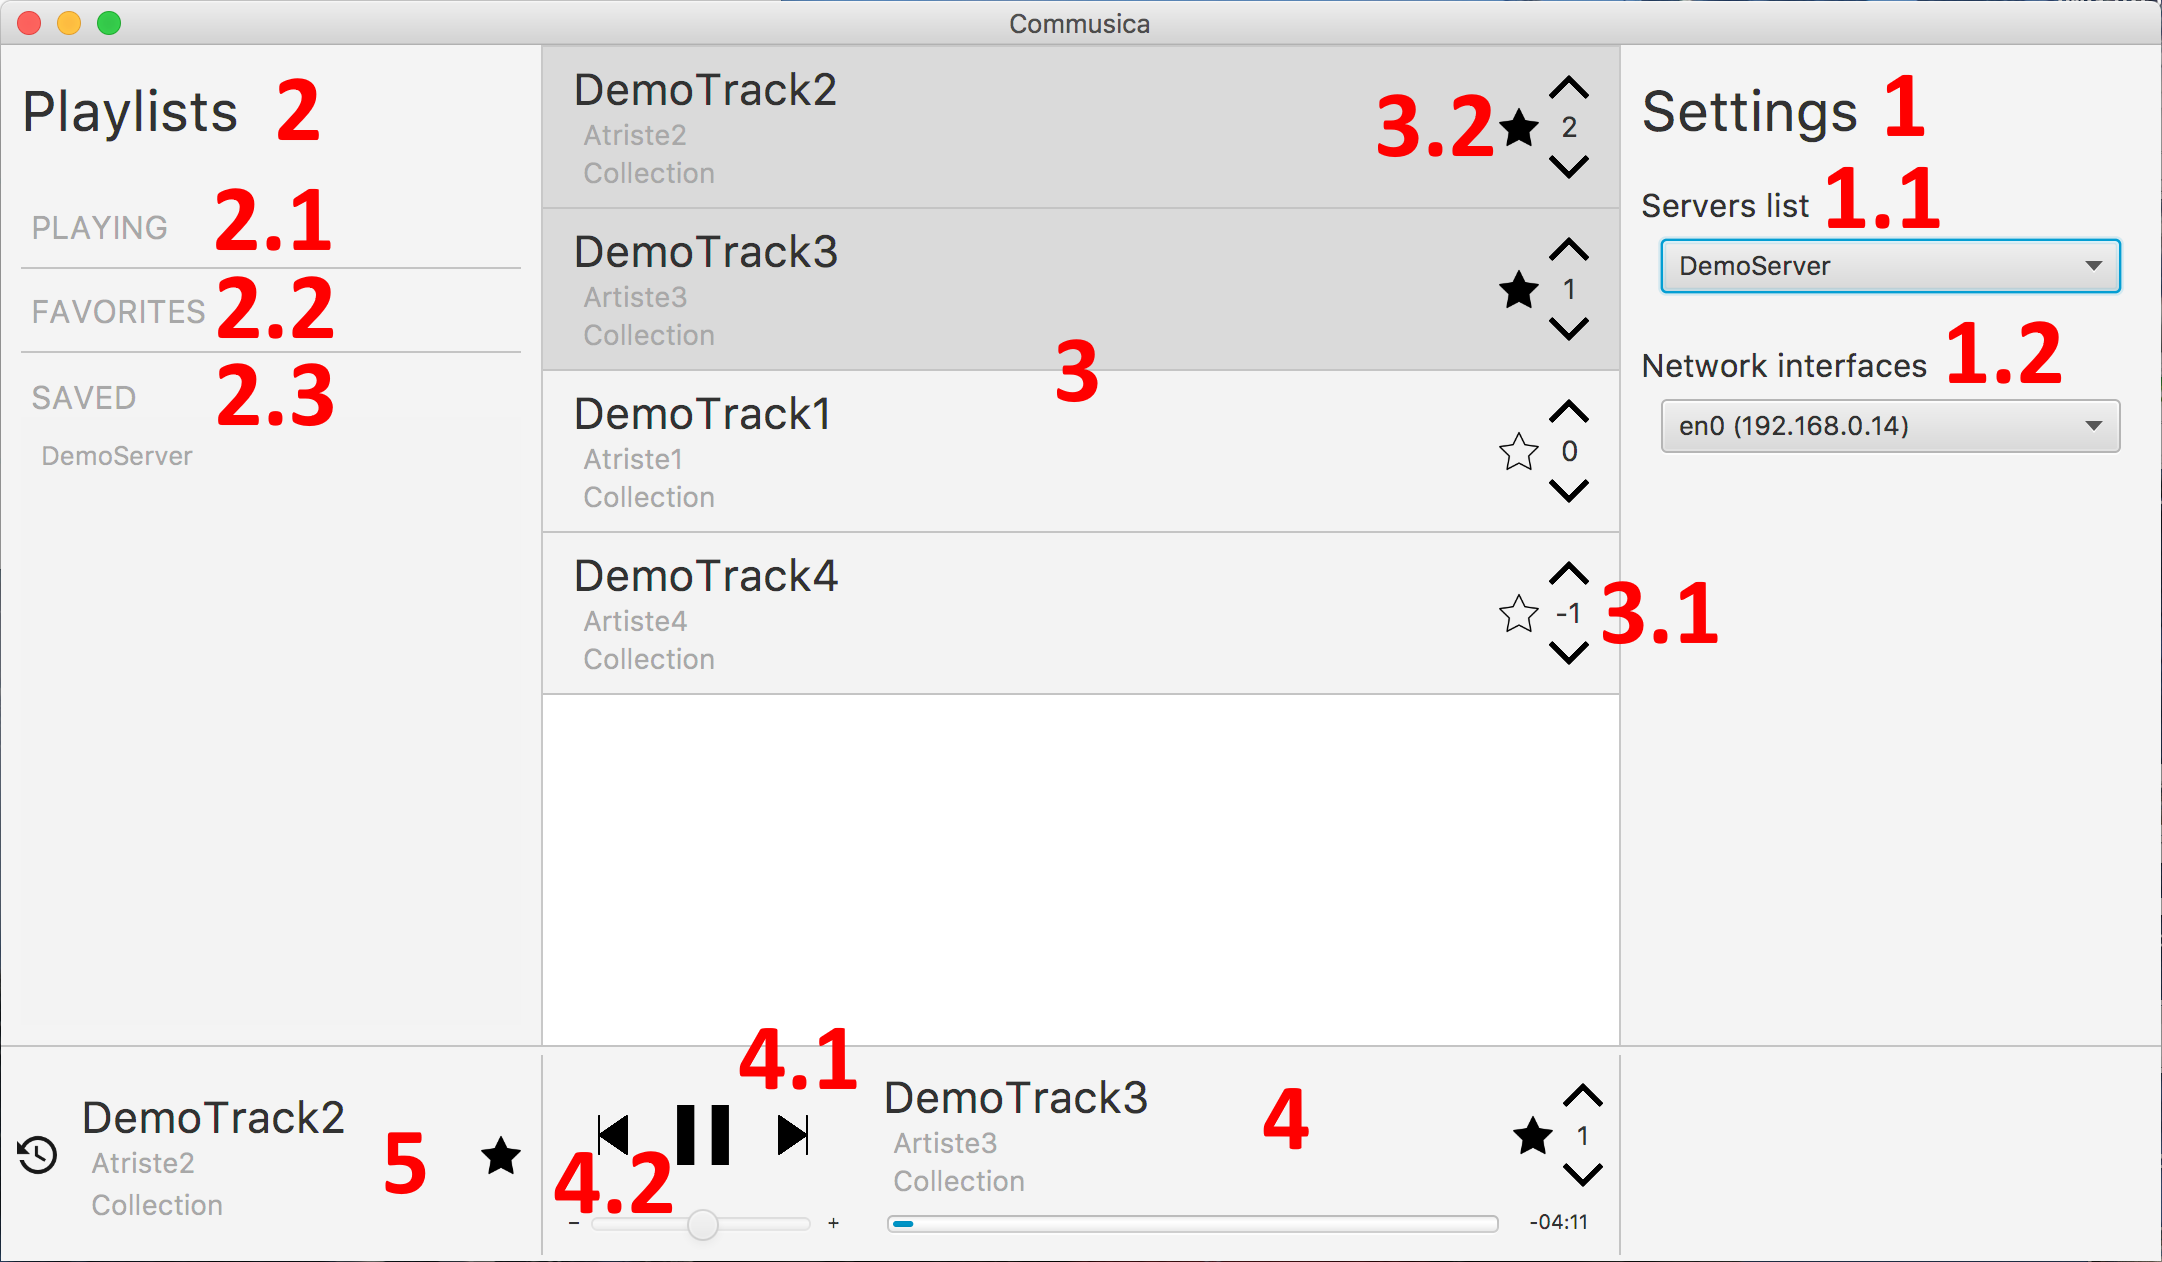 Commusica
Playlists 2
PLAYING 2.1
FAVORITES 2.2
SAVED 2.3
DemoServer
DemoTrack2
Atriste2
Collection
3.2
2
DemoTrack3
Artiste3
Collection
1
3
DemoTrack1
Atriste1
Collection
0
DemoTrack4
Artiste4
Collection
-1
3.1
Settings 1
Servers list 1.1
DemoServer
Network interfaces 1.2
en0 (192.168.0.14)
DemoTrack2
Atriste2
Collection
5
4.1
4.2
- +
DemoTrack3
Artiste3
Collection
4
1
-04:11